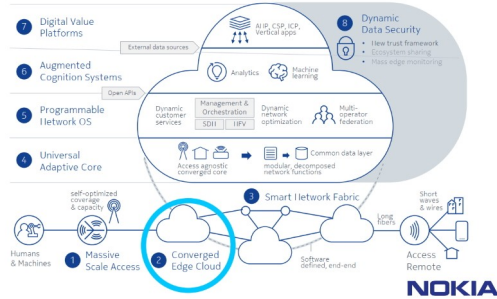 7 Digital Value
Platforms
AI IP, CSP, ICP,
Vertical apps
8 Dynamic
Data Security
• New trust framework
• Ecosystem sharing
• Mass edge monitoring
External data sources
6 Augmented
Cognition Systems
Analytics
Machine
learning
Open APIs
5 Programmable
Network OS
Dynamic
customer
services
Management &
Orchestration
SDH
HFV
Dynamic
network
optimization
Multi-
operator
federation
4 Universal
Adaptive Core
Access agnostic
converged core
modular, decomposed
network functions
Common data layer
self-optimized
coverage
& capacity
3 Smart Network Fabric
Short
waves
& wires
Long
fibers
Humans
& Machines
1 Massive
Scale Access
2 Converged
Edge Cloud
Software
defined, end-end
Access
Remote
NOKIA